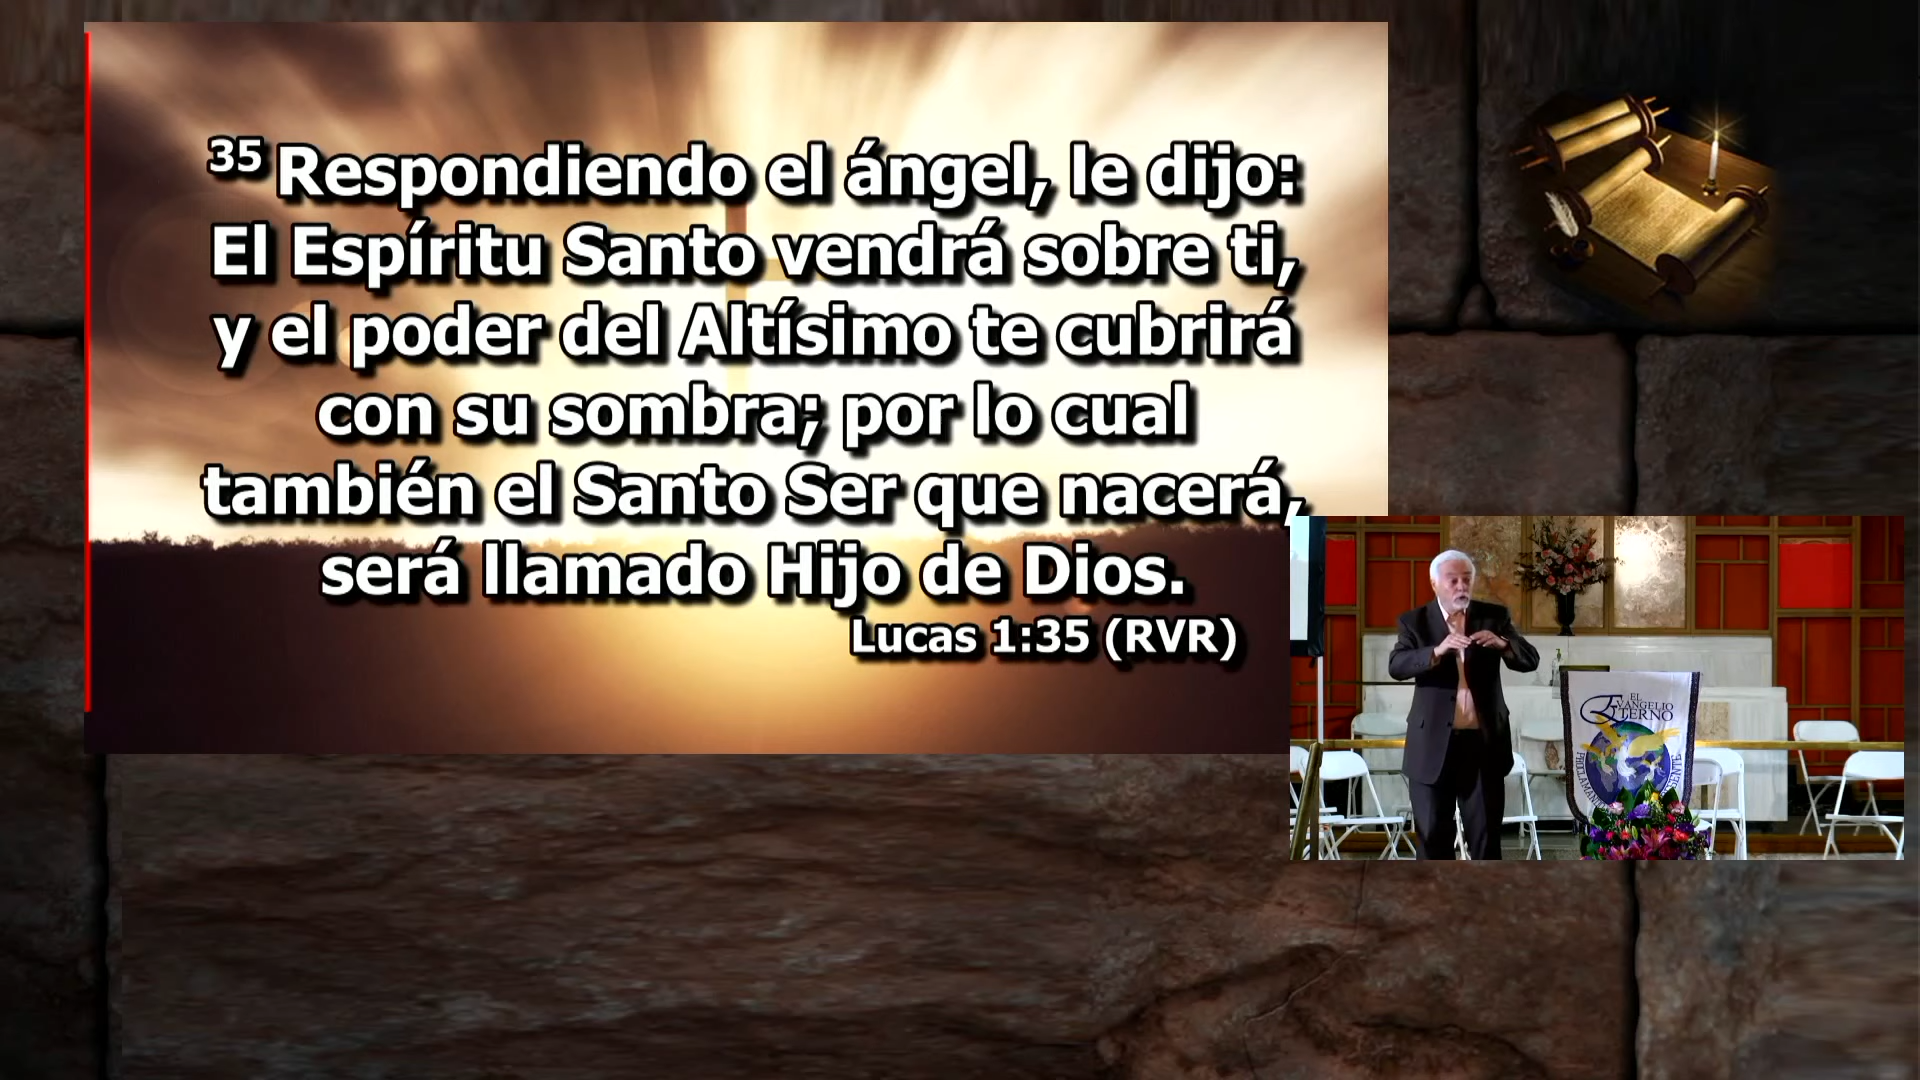 35 Respondiendo el ángel, le dijo:
El Espíritu Santo vendrá sobre ti,
y el poder del Altísimo te cubrirá
con su sombra; por lo cual
también el Santo Ser que nacerá,
será llamado Hijo de Dios.
Lucas 1:35 (RVR)
EL
EVANGELIO
ETERNO